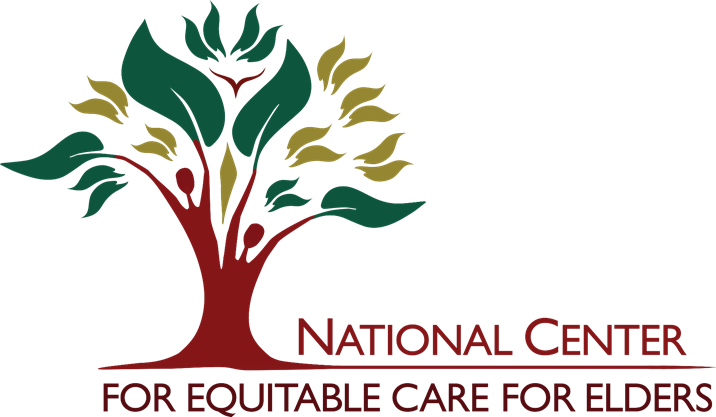 NATIONAL CENTER
FOR EQUITABLE CARE FOR ELDERS